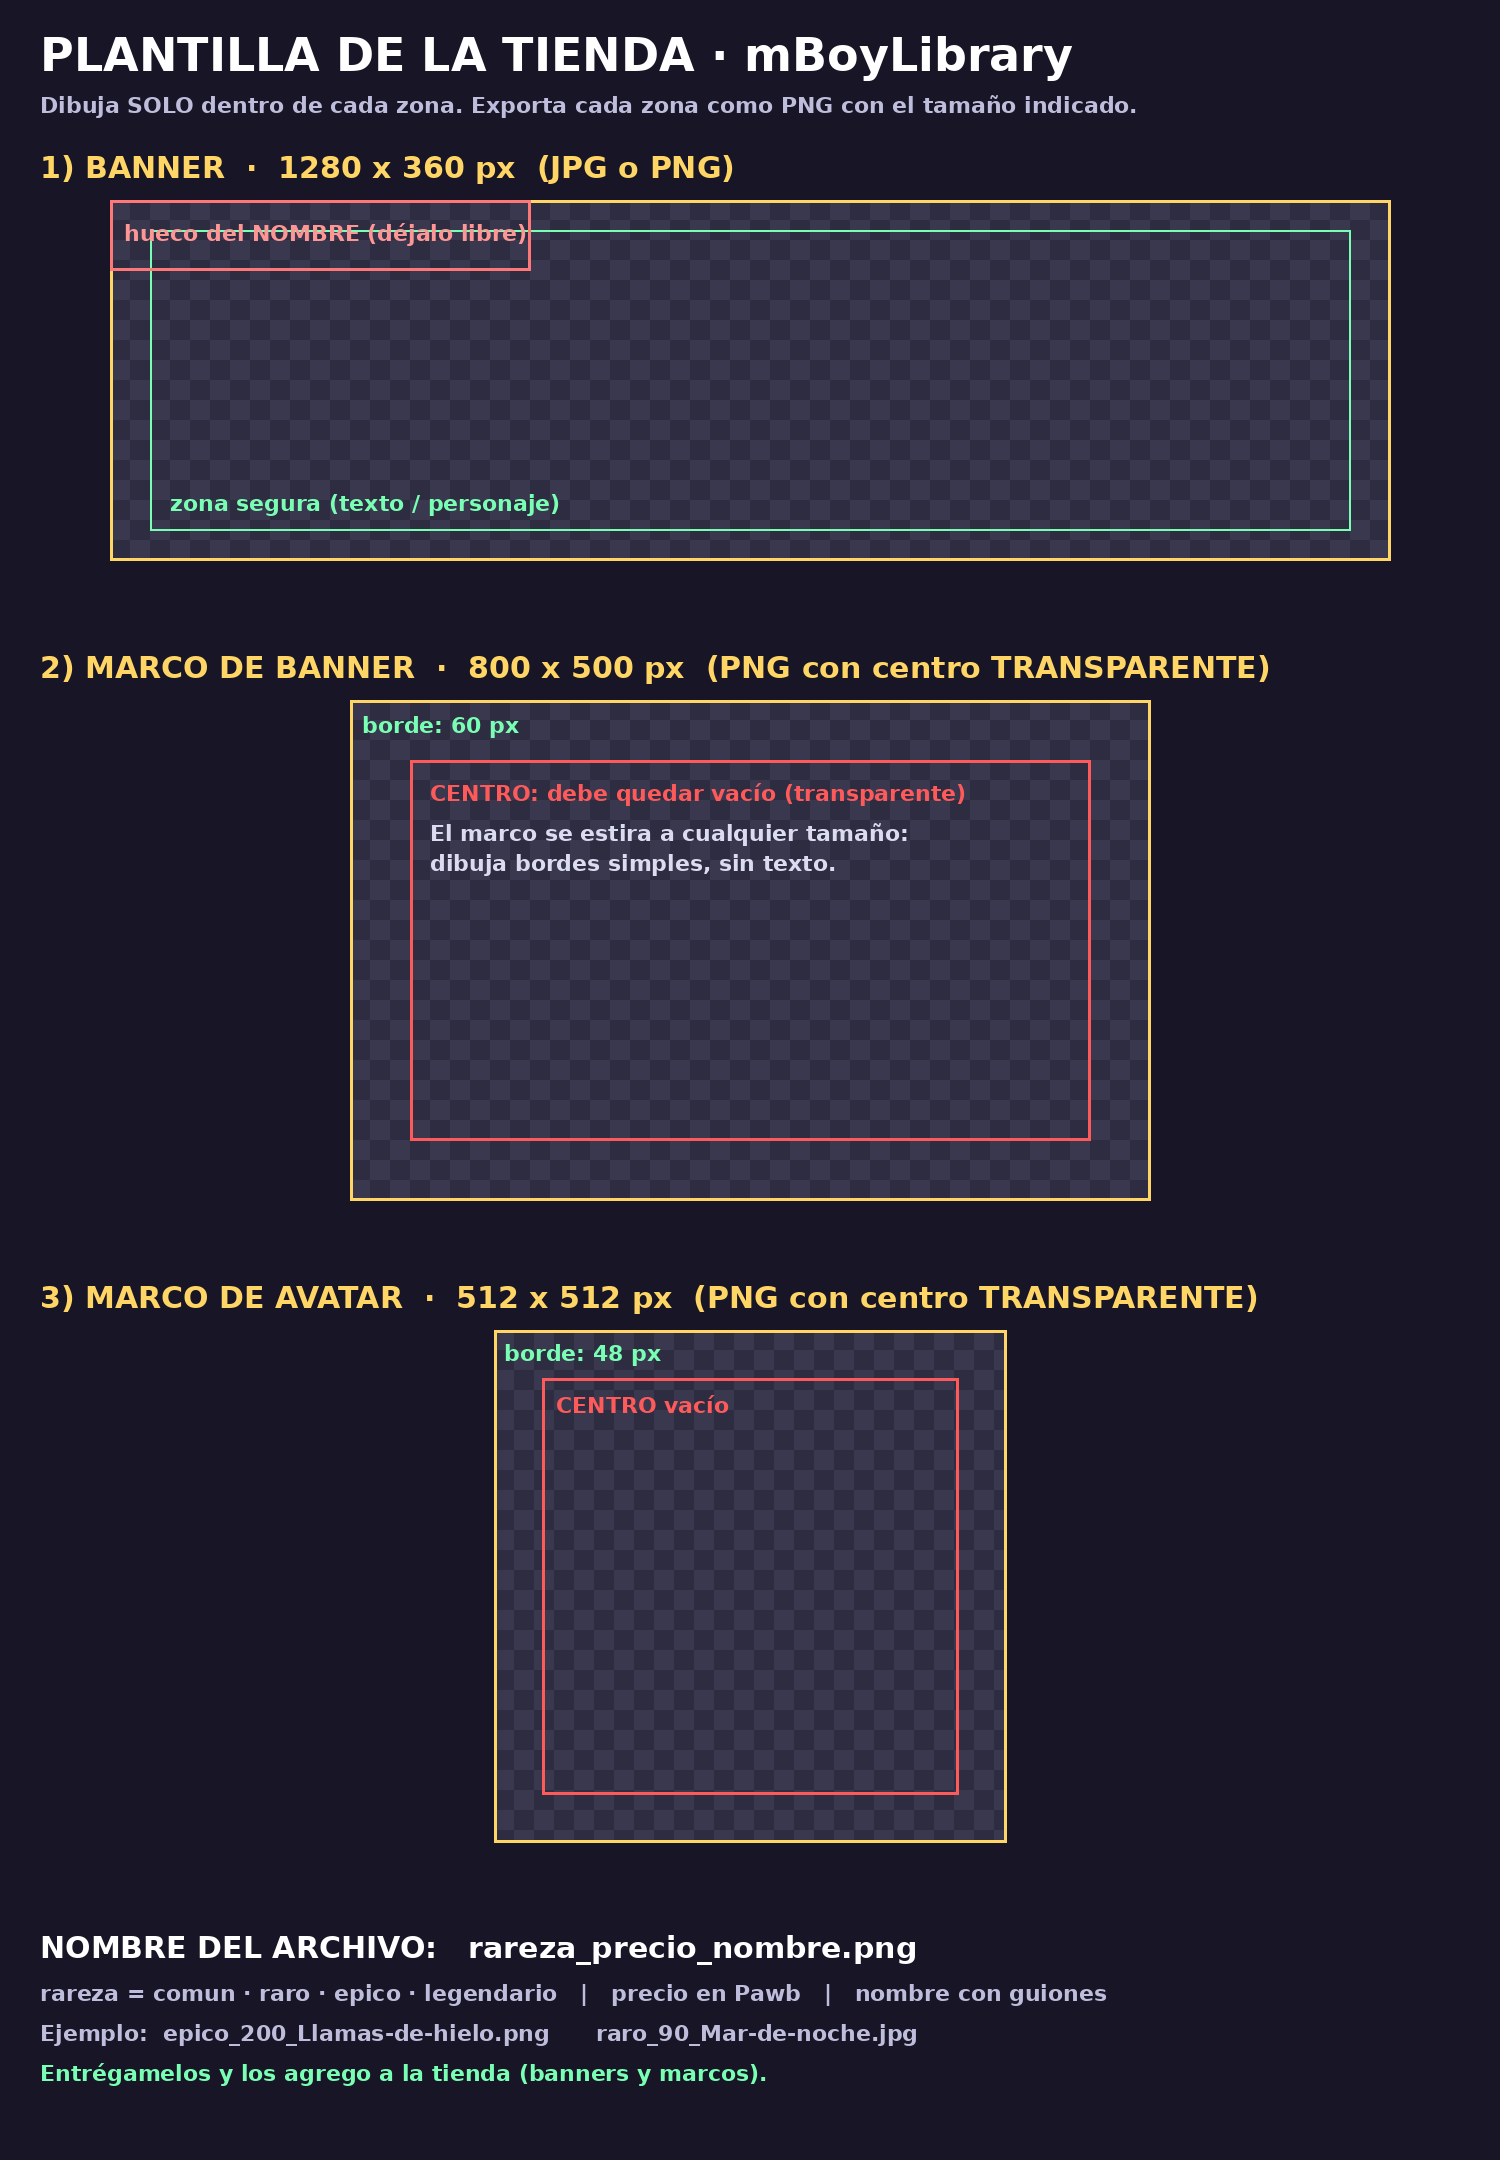 PLANTILLA DE LA TIENDA · mBoyLibrary
Dibuja SOLO dentro de cada zona. Exporta cada zona como PNG con el tamaño indicado.
1) BANNER · 1280 x 360 px (JPG o PNG)
hueco del NOMBRE (déjalo libre)
zona segura (texto / personaje)
2) MARCO DE BANNER · 800 x 500 px (PNG con centro TRANSPARENTE)
borde: 60 px
CENTRO: debe quedar vacío (transparente)
El marco se estira a cualquier tamaño:
dibuja bordes simples, sin texto.
3) MARCO DE AVATAR · 512 x 512 px (PNG con centro TRANSPARENTE)
borde: 48 px
CENTRO vacío
NOMBRE DEL ARCHIVO: rareza_precio_nombre.png
rareza = comun · raro · epico · legendario | precio en Pawb | nombre con guiones
Ejemplo: epico_200_Llamas-de-hielo.png raro_90_Mar-de-noche.jpg
Entrégamelos y los agrego a la tienda (banners y marcos).